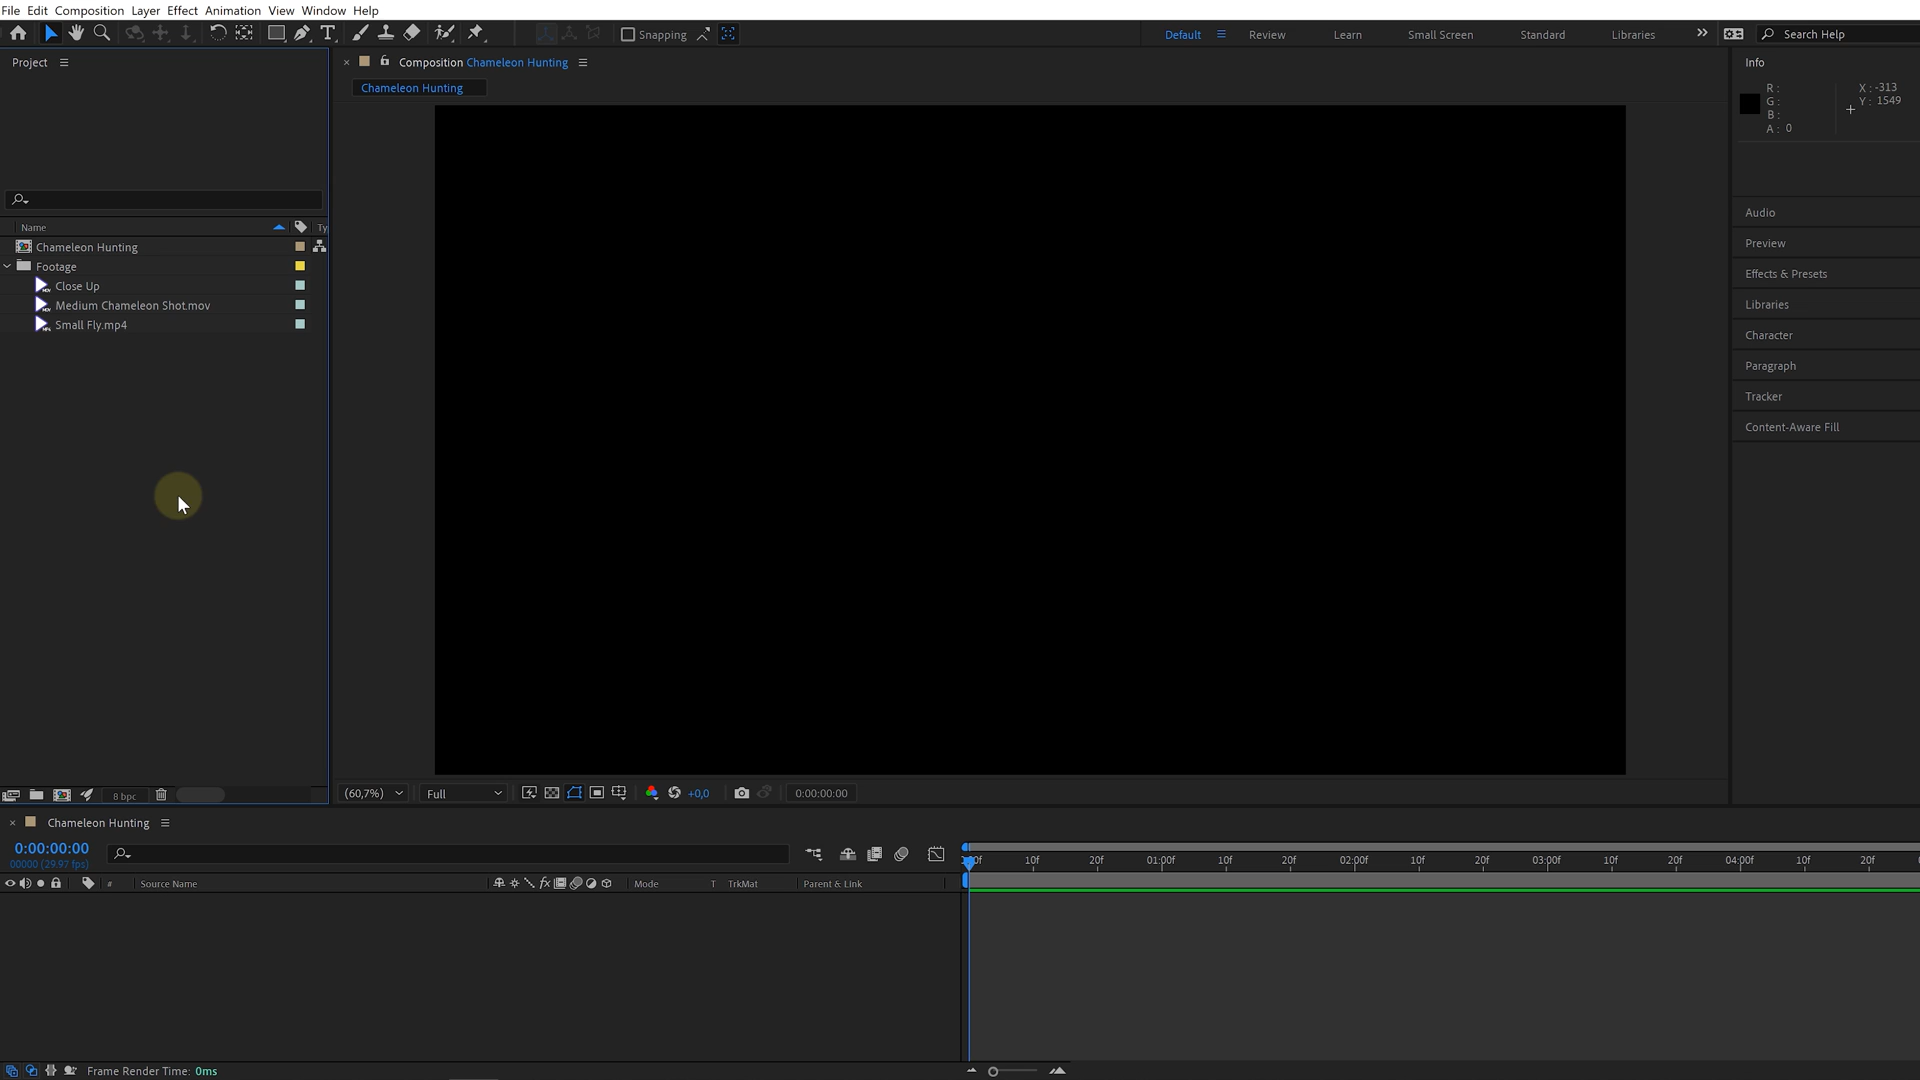 File Edit Composition Layer Effect Animation View Window Help
Snapping
Default Review Learn Small Screen Standard Libraries Search Help
Project
Composition Chameleon Hunting
Chameleon Hunting
Info
R :
G :
B :
A : 0
X : -313
Y : 1549
Name Ty
Chameleon Hunting
Footage
Close Up
Medium Chameleon Shot.mov
Small Fly.mp4
Audio
Preview
Effects & Presets
Libraries
Character
Paragraph
Tracker
Content-Aware Fill
8 bpc
(60,7%) Full +0,0 0:00:00:00
Chameleon Hunting
0:00:00:00
00000 (29.97 fps)
10f 20f 01:00f 10f 20f 02:00f 10f 20f 03:00f 10f 20f 04:00f 10f 20f
# Source Name fx Mode T TrkMat Parent & Link
Frame Render Time: 0ms